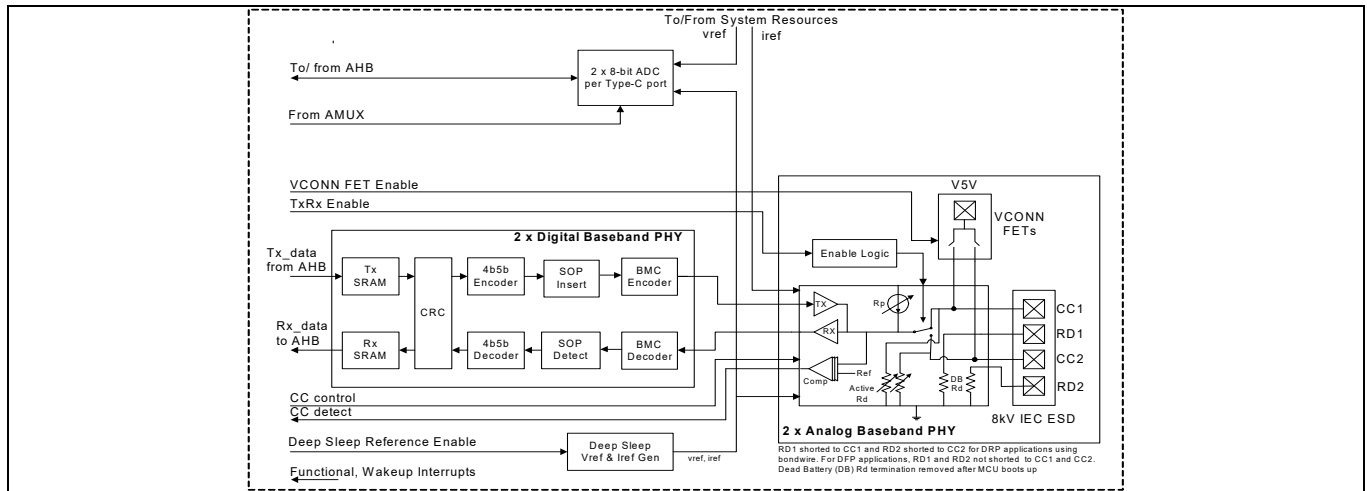 To/From System Resources
vref iref
To/ from AHB
2 x 8-bit ADC
per Type-C port
From AMUX
VCONN FET Enable
TxRx Enable
V5V
VCONN
FETs
2 x Digital Baseband PHY
Enable Logic
Tx_data
from AHB
Tx
SRAM
CRC
4b5b
Encoder
SOP
Insert
BMC
Encoder
TX
Rp
CC1
RD1
CC2
RD2
Rx_data
to AHB
Rx
SRAM
4b5b
Decoder
SOP
Detect
BMC
Decoder
RX
Ref
Comp
Active
Rd
DB
Rd
CC control
CC detect
8kV IEC ESD
2 x Analog Baseband PHY
RD1 shorted to CC1 and RD2 shorted to CC2 for DRP applications using
bondwire. For DFP applications, RD1 and RD2 not shorted to CC1 and CC2.
Dead Battery (DB) Rd termination removed after MCU boots up
Deep Sleep Reference Enable
Deep Sleep
Vref & Iref Gen
vref, iref
Functional, Wakeup Interrupts